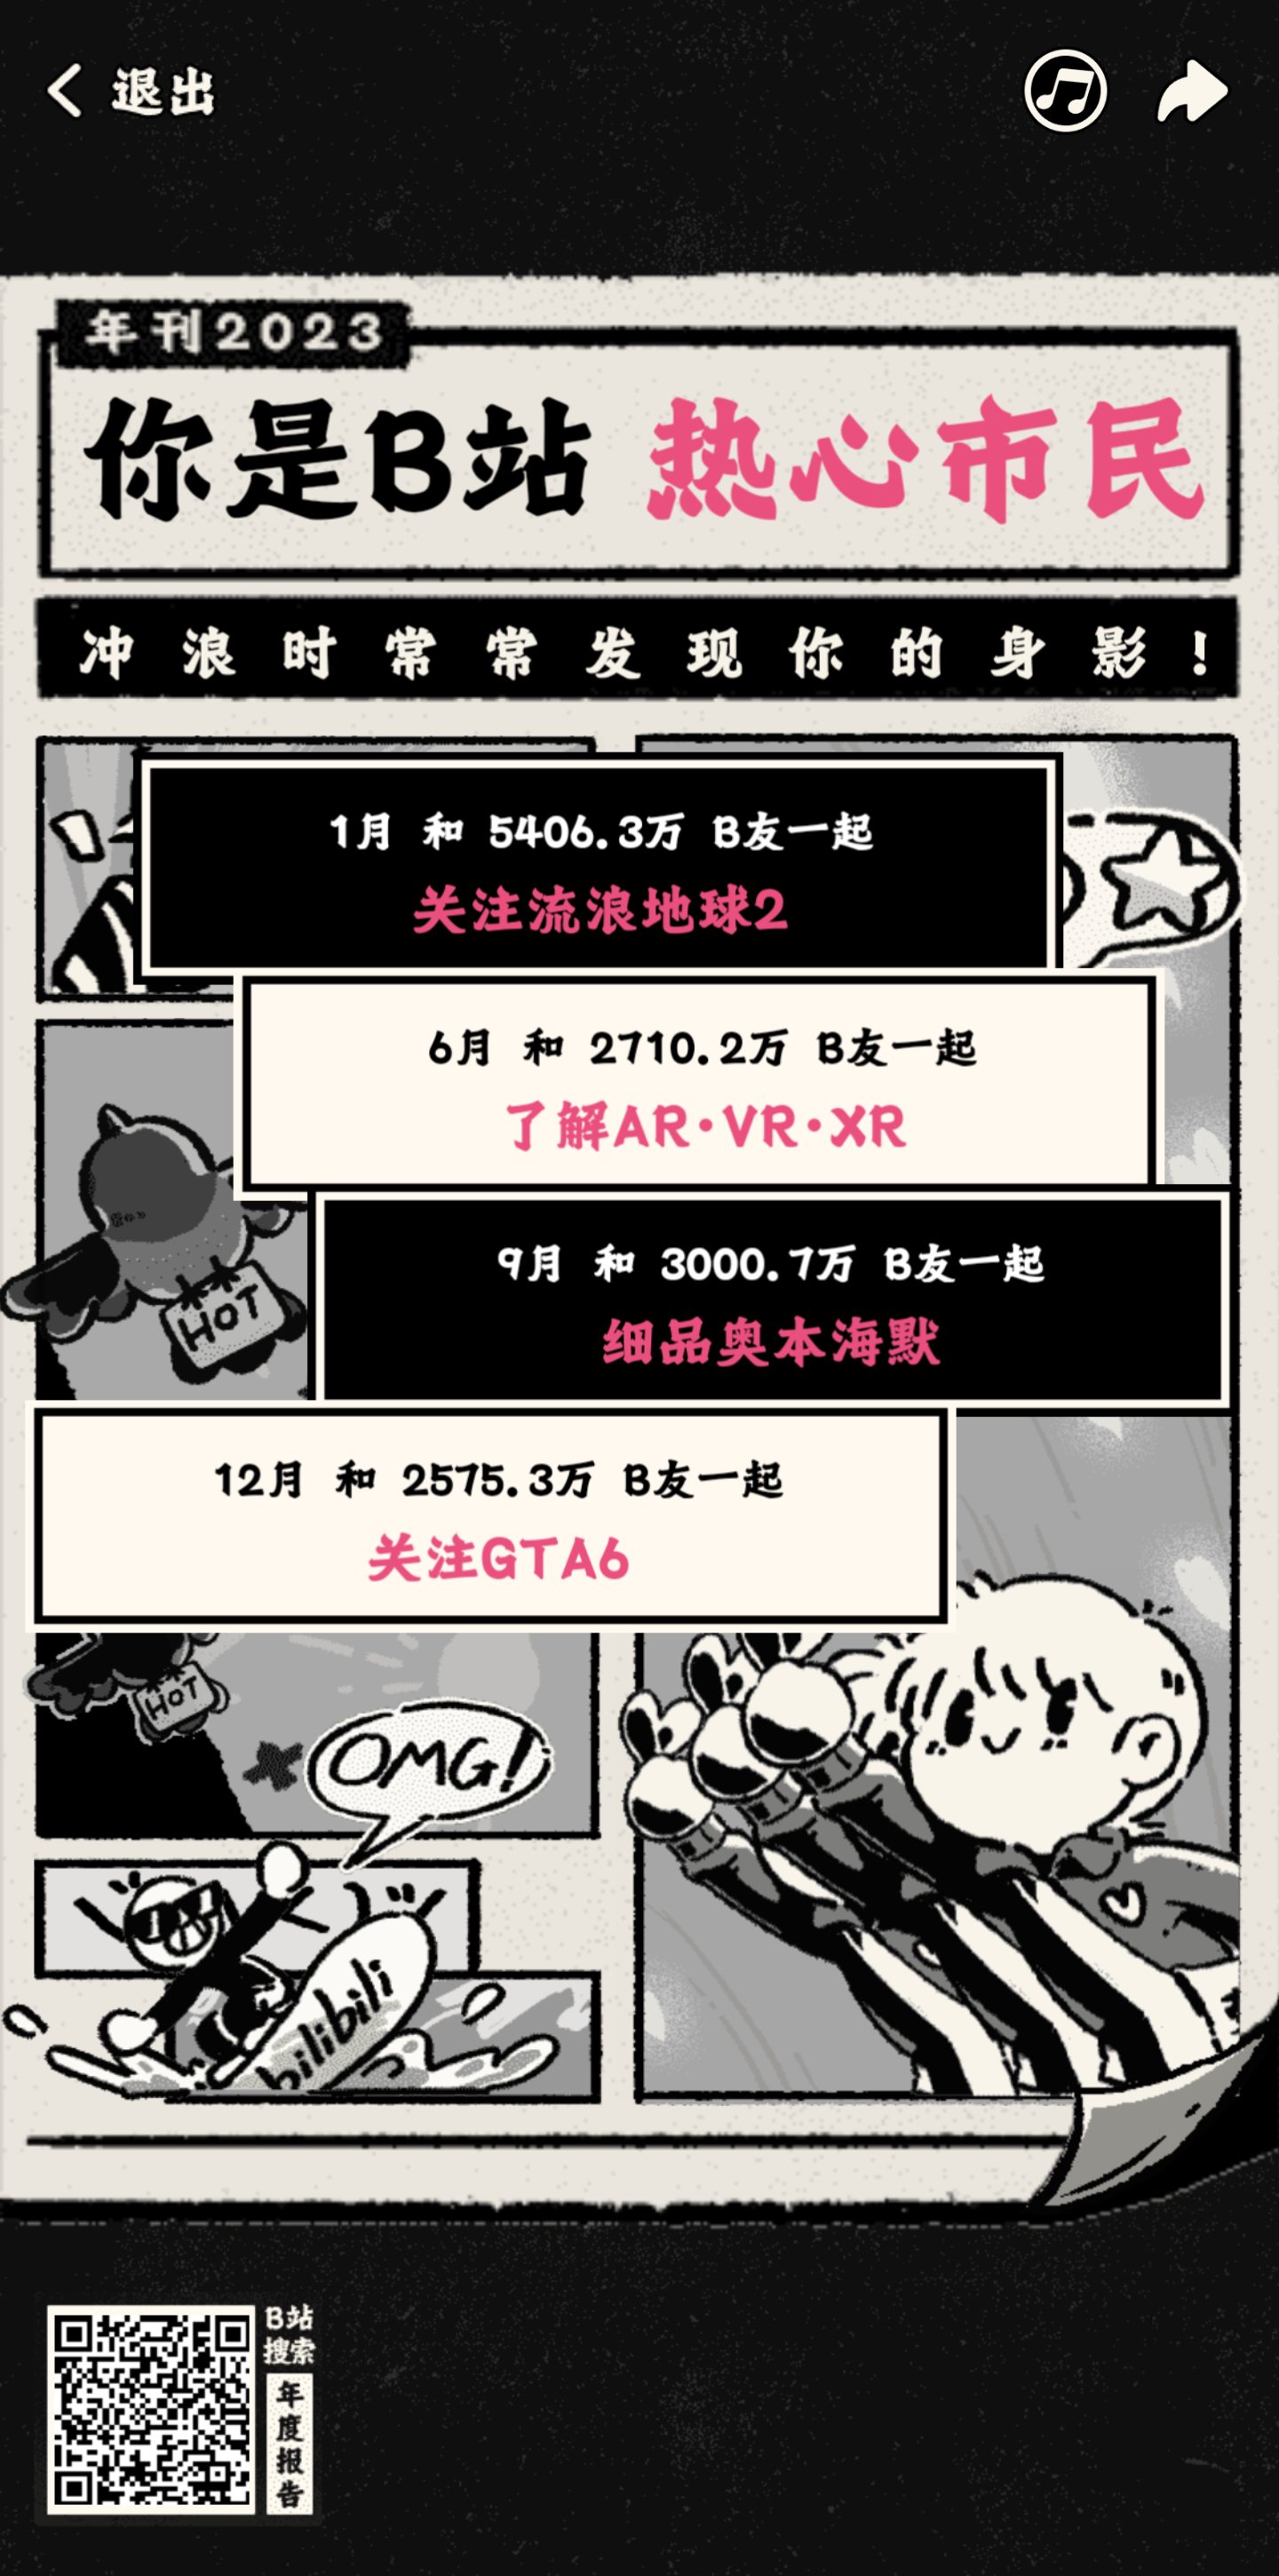 退出
年刊2023
你是B站 热心市民
冲浪时常常发现你的身影!
1月 和 5406.3万 B友一起
关注流浪地球2
6月 和 2710.2万 B友一起
了解AR·VR·XR
HOT
9月 和 3000.7万 B友一起
细品奥本海默
12月 和 2575.3万 B友一起
关注GTA6
HOT
OMG!
bilibili
B站
搜索
年度报告